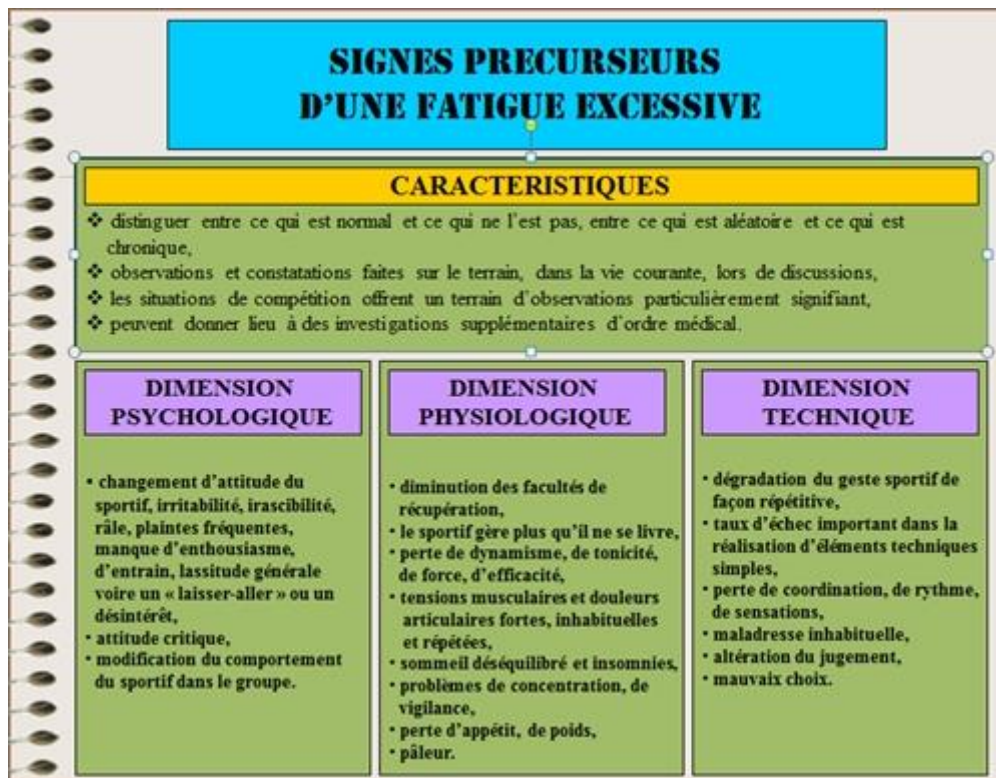 SIGNES PRECURSEURS
D'UNE FATIGUE EXCESSIVE
CARACTERISTIQUES
❖ distinguer entre ce qui est normal et ce qui ne l'est pas, entre ce qui est aléatoire et ce qui est
chronique,
❖ observations et constatations faites sur le terrain, dans la vie courante, lors de discussions,
❖ les situations de compétition offrent un terrain d'observations particulièrement signifiant,
❖ peuvent donner lieu à des investigations supplémentaires d'ordre médical.
DIMENSION
PSYCHOLOGIQUE
• changement d'attitude du
sportif, irritabilité, irascibilité,
râle, plaintes fréquentes,
manque d'enthousiasme,
d'entrain, lassitude générale
voire un « laisser-aller » ou un
désintérêt,
• attitude critique,
• modification du comportement
du sportif dans le groupe.
DIMENSION
PHYSIOLOGIQUE
• diminution des facultés de
récupération,
• le sportif gère plus qu'il ne se livre,
• perte de dynamisme, de tonicité,
de force, d'efficacité,
• tensions musculaires et douleurs
articulaires fortes, inhabituelles
et répétées,
• sommeil déséquilibré et insomnies,
• problèmes de concentration, de
vigilance,
• perte d'appétit, de poids,
• pâleur.
DIMENSION
TECHNIQUE
• dégradation du geste sportif de
façon répétitive,
• taux d'échec important dans la
réalisation d'éléments techniques
simples,
• perte de coordination, de rythme,
de sensations,
• maladresse inhabituelle,
• altération du jugement,
• mauvaix choix.